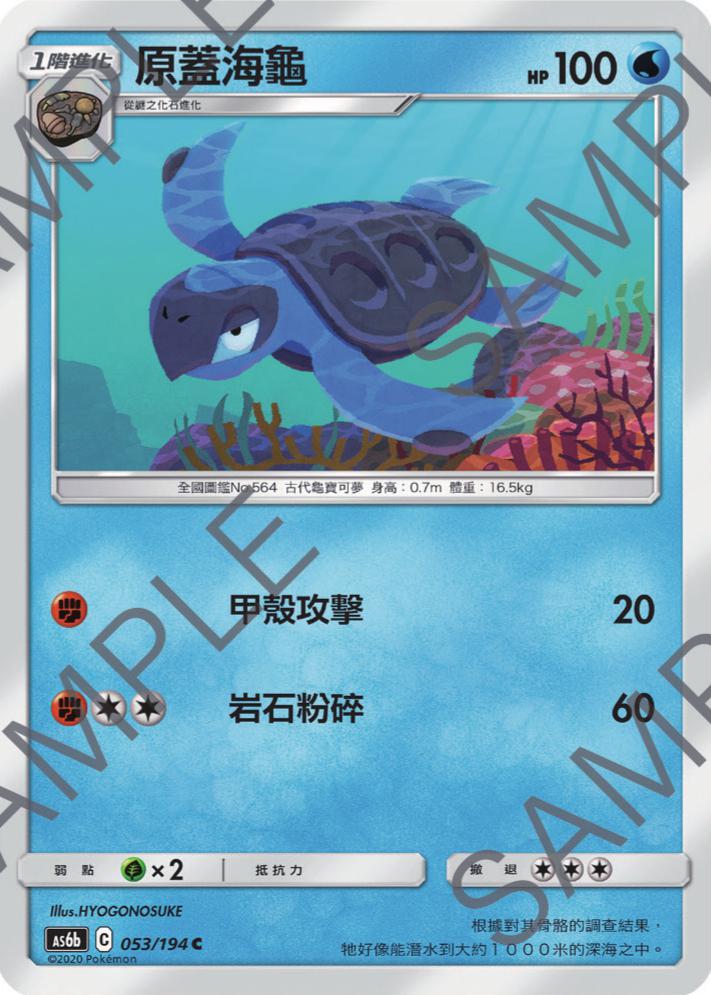 1階進化
原蓋海龜
HP 100
從謎之化石進化
全國圖鑑No.564 古代龜寶可夢 身高：0.7m 體重：16.5kg
甲殼攻擊 20
岩石粉碎 60
弱點 ×2 抵抗力 撤退
Illus.HYOGONOSUKE
AS6b C 053/194 C
©2020 Pokémon
根據對其骨骼的調查結果，
牠好像能潛水到大約１０００米的深海之中。
SAMPLE
SAMPLE
SAMPLE
SAMPLE
SAMPLE